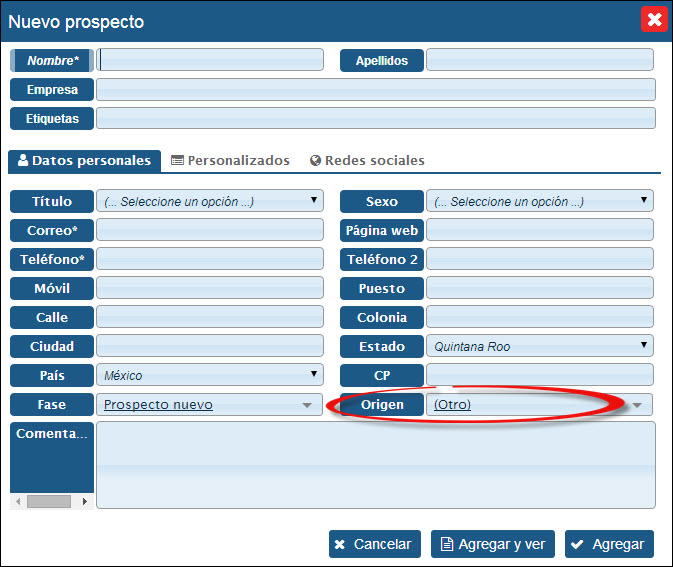 Nuevo prospecto
Nombre* Apellidos
Empresa
Etiquetas
Datos personales Personalizados Redes sociales
Título (... Seleccione un opción ...) Sexo (... Seleccione un opción ...)
Correo* Página web
Teléfono* Teléfono 2
Móvil Puesto
Calle Colonia
Ciudad Estado Quintana Roo
País México CP
Fase Prospecto nuevo Origen (Otro)
Comenta...
Cancelar Agregar y ver Agregar